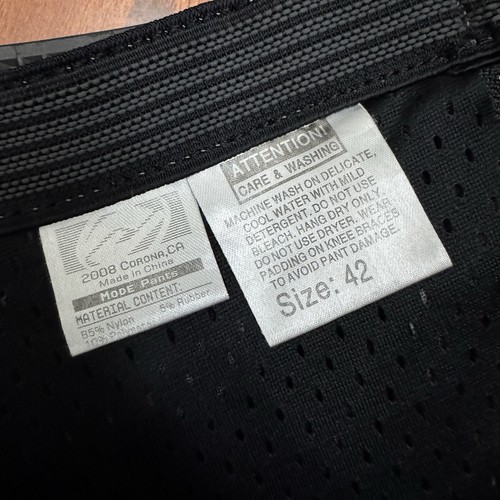 2008 CORONA, CA
Made in China
MODE Pants
MATERIAL CONTENT:
85% Nylon 5% Rubber
ATTENTION!
CARE & WASHING
MACHINE WASH ON DELICATE,
COOL WATER WITH MILD
DETERGENT. DO NOT USE
BLEACH. HANG DRY ONLY.
DO NOT USE DRYER. WEAR
PADDING ON KNEE BRACES
TO AVOID PANT DAMAGE.
Size: 42